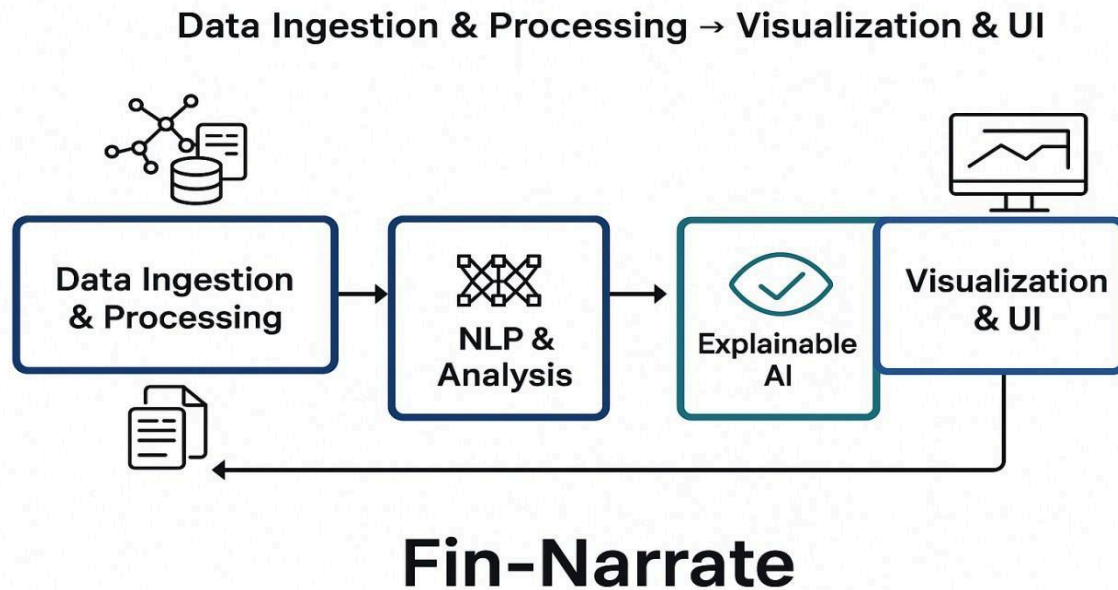 Data Ingestion & Processing → Visualization & UI
Data Ingestion
& Processing
NLP &
Analysis
Explainable
AI
Visualization
& UI
Fin-Narrate